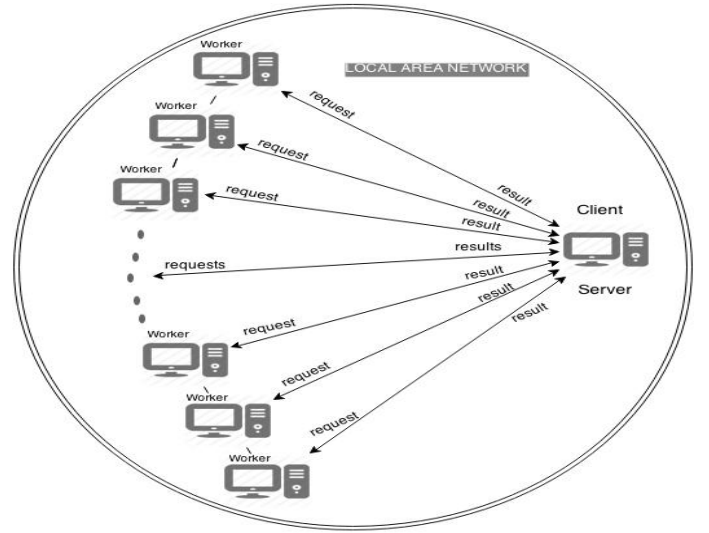 Worker
LOCAL AREA NETWORK
Worker
request
request
Worker
request
result
result
result
Client
results
requests
result
Server
result
result
Worker
request
request
Worker
request
Worker